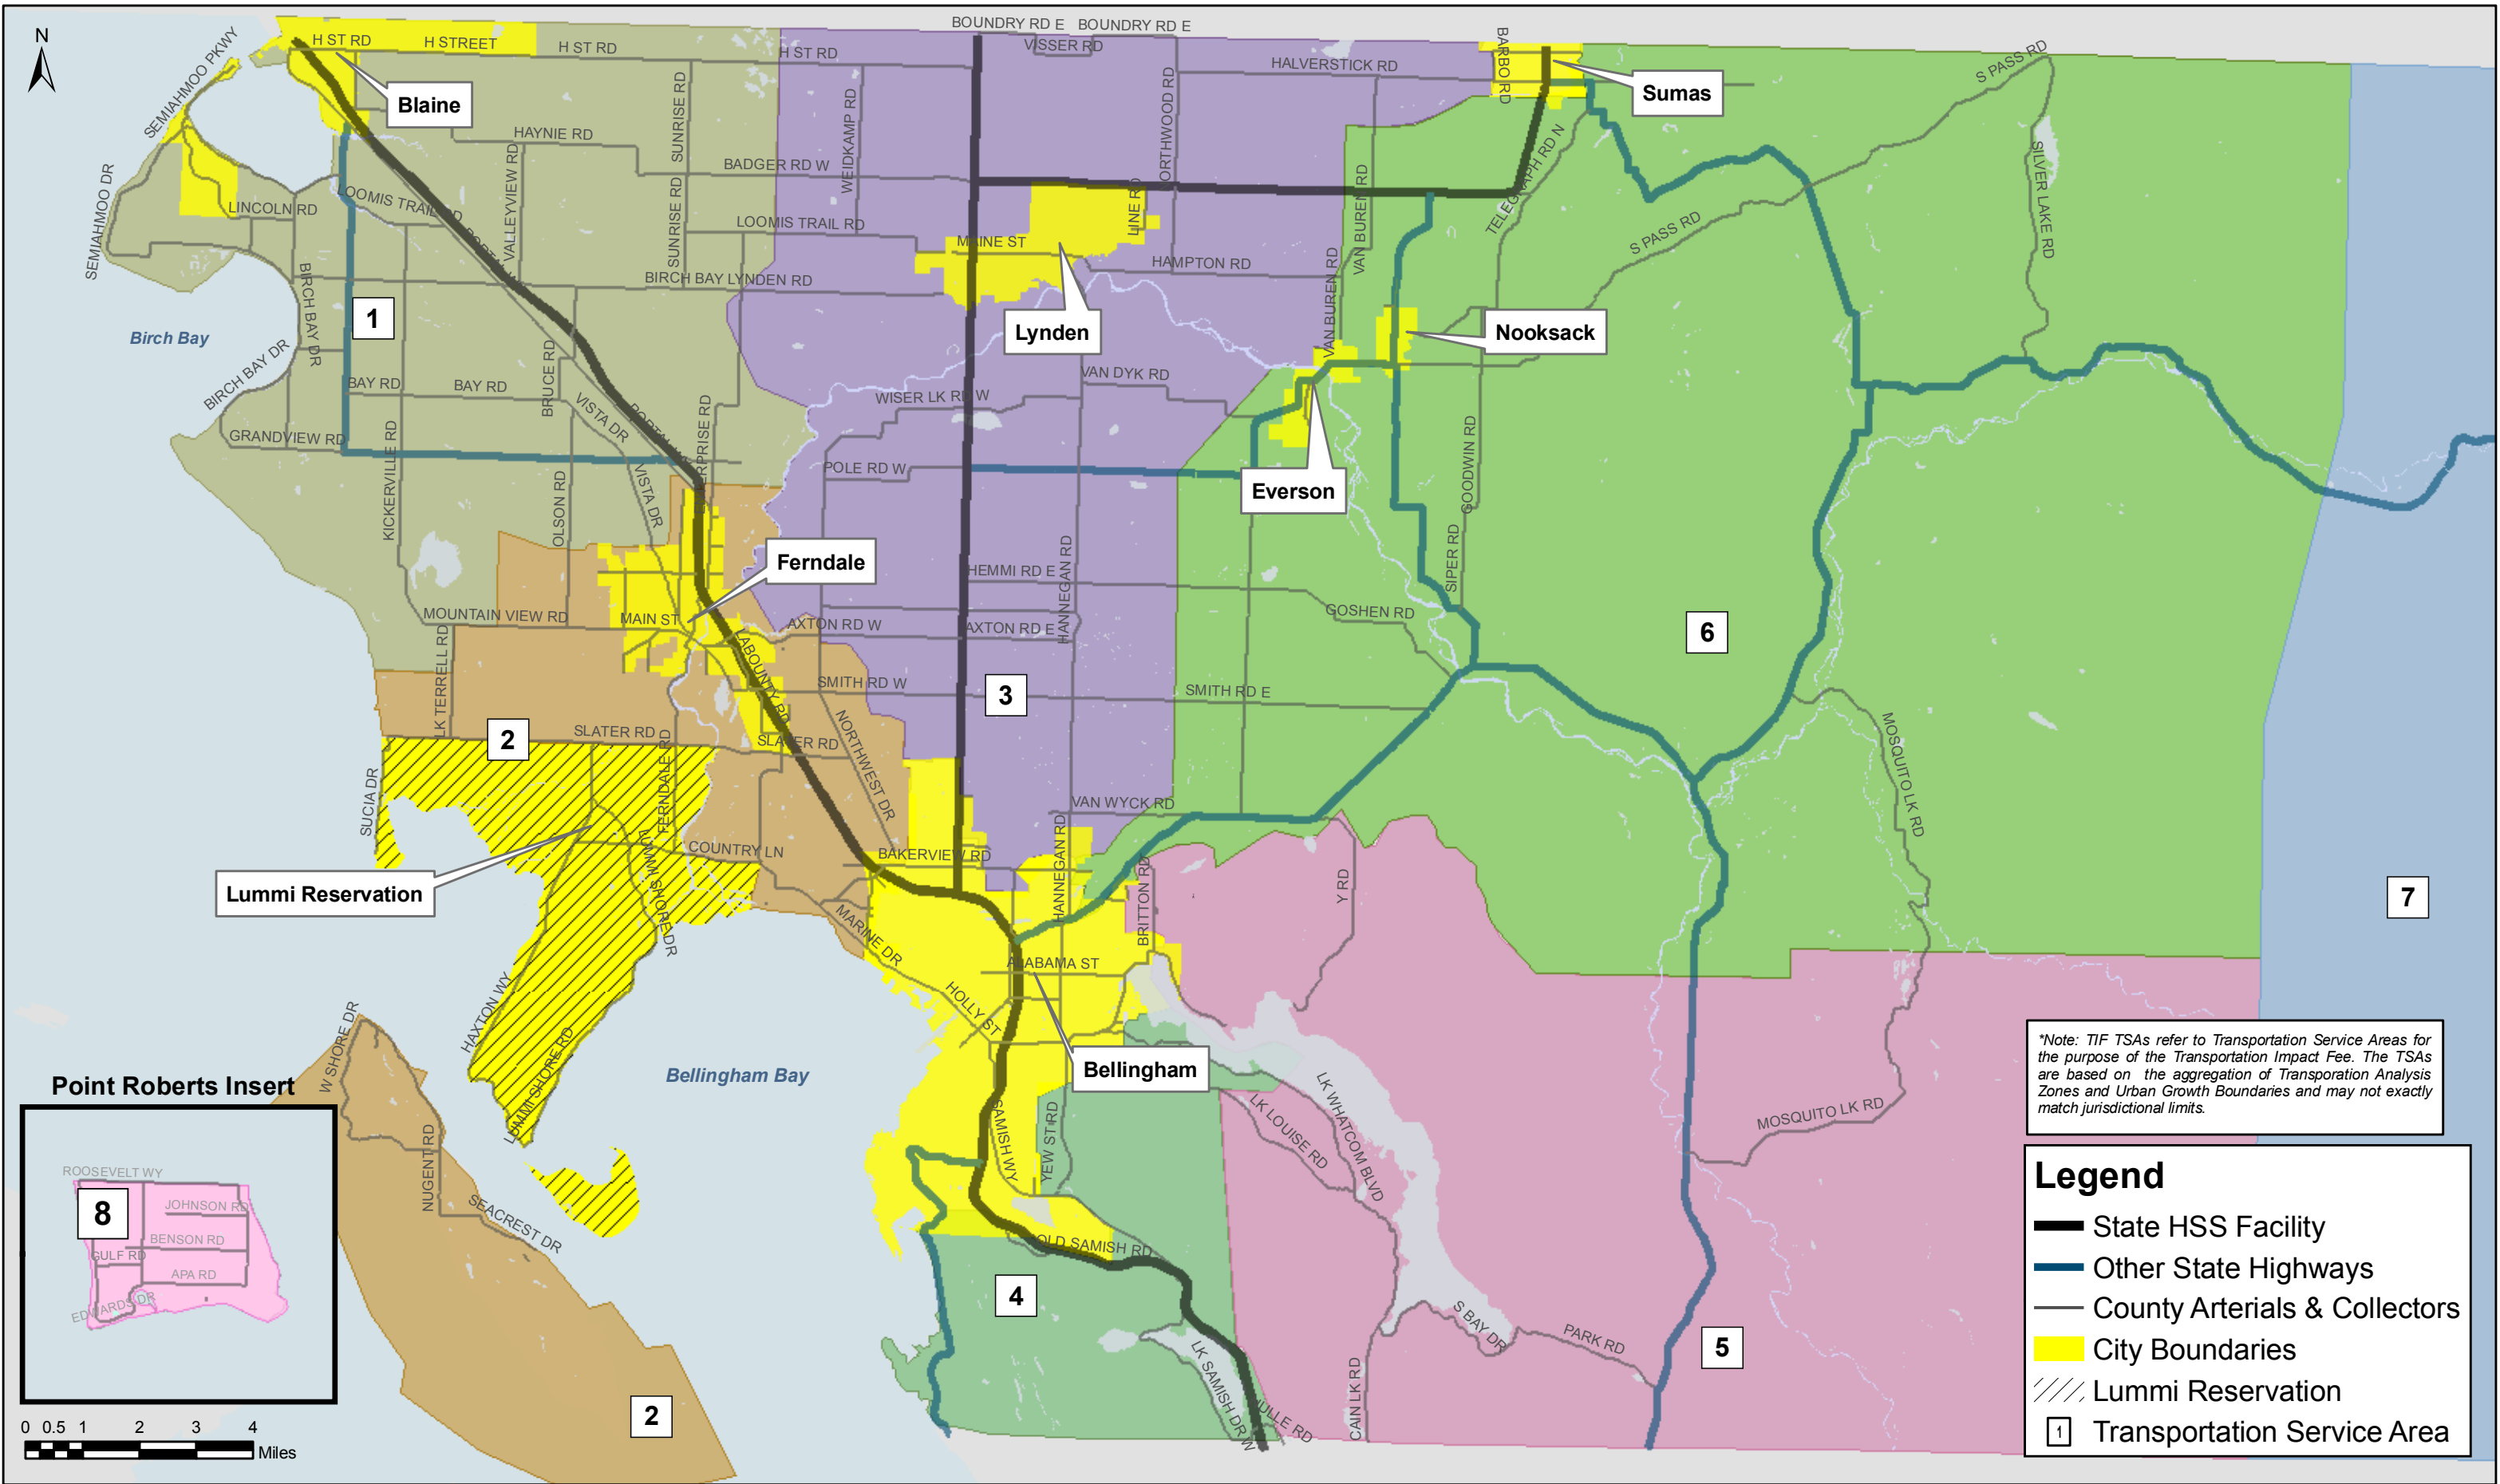 BOUNDRY RD E
BOUNDRY RD E
VISSER RD
N
SEMIAHMOO PKWY
H ST RD
H STREET
H ST RD
H ST RD
HALVERSTICK RD
BARBO RD
S PASS RD
Blaine
Sumas
SEMIAHMOO DR
LINCOLN RD
LOOMIS TRAIL RD
HAYNIE RD
VALLEYVIEW RD
SUNRISE RD
SUNRISE RD
BADGER RD W
WEIDKAMP RD
LOOMIS TRAIL RD
MAINE ST
LINE RD
HAMPTON RD
VAN BUREN RD
VAN BUREN RD
S PASS RD
SILVER LAKE RD
BIRCH BAY LYNDEN RD
Birch Bay
BIRCH BAY DR
BIRCH BAY DR
1
Lynden
Nooksack
BAY RD
BAY RD
BRUCE RD
VISTA DR
VISTA DR
WISER LK RD W
VAN DYK RD
GRANDVIEW RD
KICKERVILLE RD
OLSON RD
POLE RD W
Everson
GOODWIN RD
SIPER RD
Ferndale
HEMMI RD E
HANNEGAN RD
GOSHEN RD
MOUNTAIN VIEW RD
MAIN ST
LABOUNTY RD
AXTON RD W
AXTON RD E
6
LK TERRELL RD
SMITH RD W
3
SMITH RD E
2
SLATER RD
SLATER RD
NORTHWEST DR
MOSQUITO LK RD
SUCIA DR
FERNDALE RD
VAN WYCK RD
LUMMI SHORE DR
COUNTRY LN
BAKERVIEW RD
HANNEGAN RD
BRITTON RD
Y RD
Lummi Reservation
7
MARINE DR
ALABAMA ST
HOLLY ST
HAXTON WY
LUMMI SHORE RD
W SHORE DR
Bellingham Bay
Bellingham
*Note: TIF TSAs refer to Transportation Service Areas for
the purpose of the Transportation Impact Fee. The TSAs
are based on the aggregation of Transporation Analysis
Zones and Urban Growth Boundaries and may not exactly
match jurisdictional limits.
Point Roberts Insert
ROOSEVELT WY
8
JOHNSON RD
BENSON RD
GULF RD
APA RD
EDWARDS DR
NUGENT RD
SEACREST DR
SAMISH WY
YEW ST RD
LK LOUISE RD
LK WHATCOM BLVD
MOSQUITO LK RD
OLD SAMISH RD
4
S BAY DR
PARK RD
5
LK SAMISH DR W
CAIN LK RD
2
0 0.5 1 2 3 4
Miles
Legend
State HSS Facility
Other State Highways
County Arterials & Collectors
City Boundaries
Lummi Reservation
1 Transportation Service Area